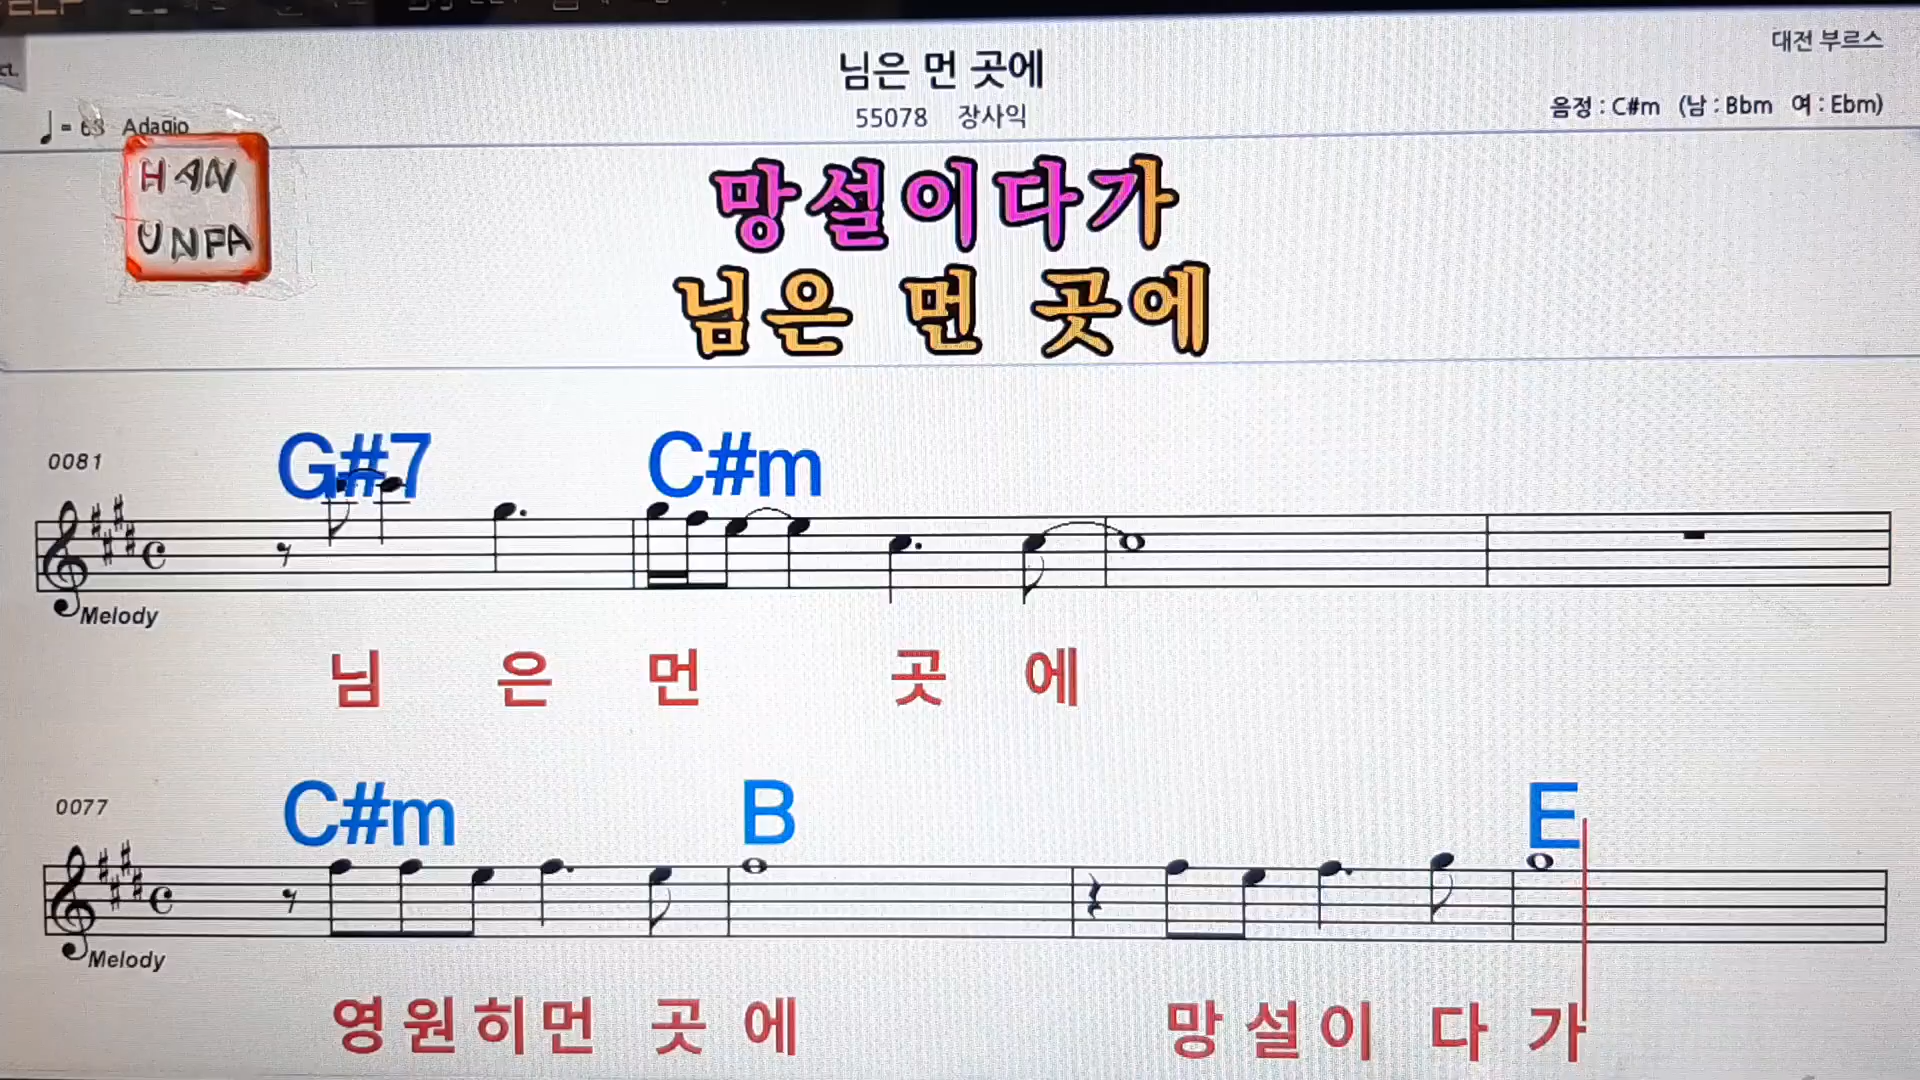 대전 부르스
님은 먼 곳에
55078 장사익
음정 : C#m (남 : Bbm 여 : Ebm)
Adagio
HAN
UNFA
망설이다가
님은 먼 곳에
0081
G#7 C#m
Melody
님 은 먼 곳 에
0077
C#m B E
Melody
영원히먼 곳 에 망설이 다 가